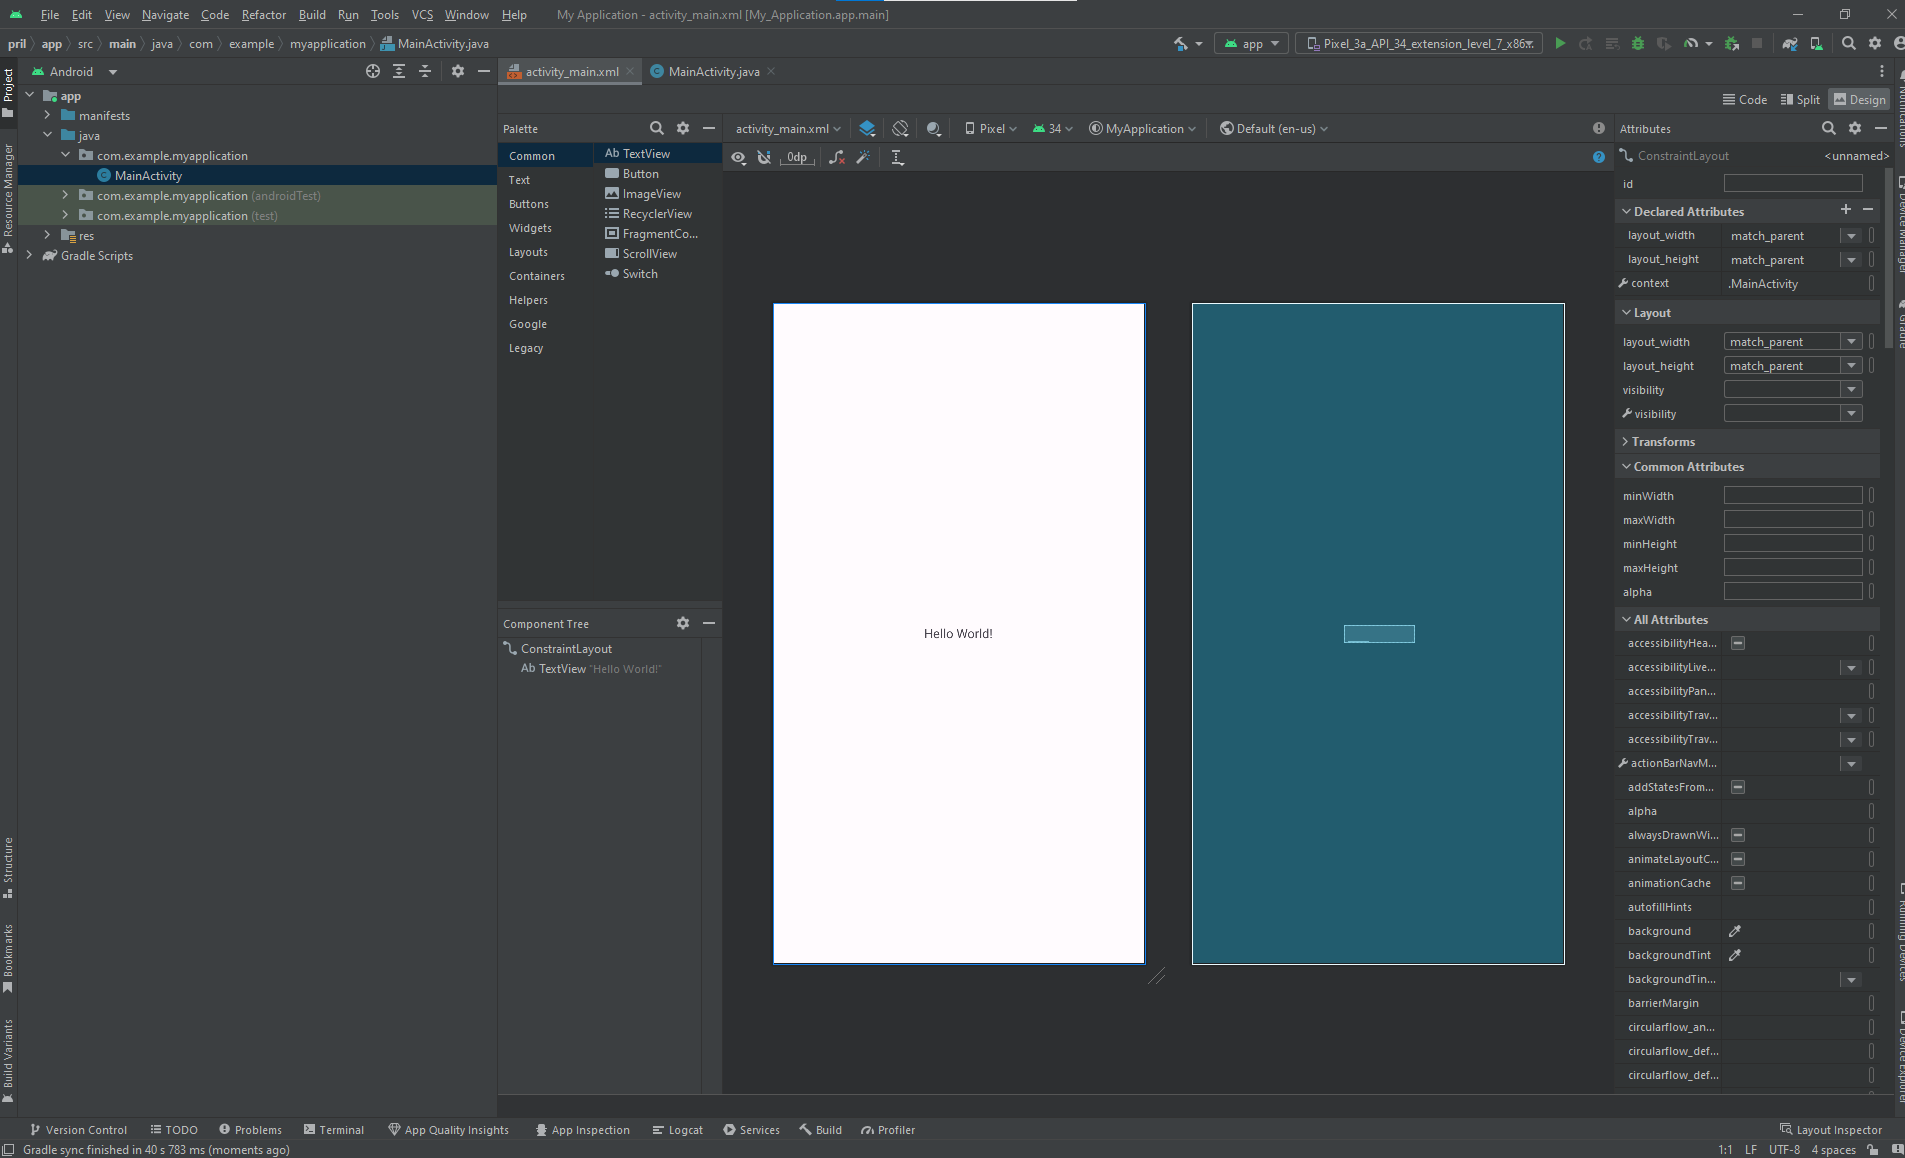 File Edit View Navigate Code Refactor Build Run Tools VCS Window Help My Application - activity_main.xml [My_Application.app.main]
pril app src main java com example myapplication MainActivity.java app Pixel_3a_API_34_extension_level_7_x86
Project
Resource Manager
Structure
Bookmarks
Build Variants
Android
app
manifests
java
com.example.myapplication
MainActivity
com.example.myapplication (androidTest)
com.example.myapplication (test)
res
Gradle Scripts
activity_main.xml MainActivity.java
Code Split Design
Palette
Common
Text
Buttons
Widgets
Layouts
Containers
Helpers
Google
Legacy
Ab TextView
Button
ImageView
RecyclerView
FragmentCo...
ScrollView
Switch
Component Tree
ConstraintLayout
Ab TextView "Hello World!"
activity_main.xml Pixel 34 MyApplication Default (en-us)
0dp
Hello World!
Attributes
ConstraintLayout <unnamed>
id
Declared Attributes
layout_width match_parent
layout_height match_parent
context .MainActivity
Layout
layout_width match_parent
layout_height match_parent
visibility
visibility
Transforms
Common Attributes
minWidth
maxWidth
minHeight
maxHeight
alpha
All Attributes
accessibilityHea...
accessibilityLive...
accessibilityPan...
accessibilityTrav...
accessibilityTrav...
actionBarNavM...
addStatesFrom...
alpha
alwaysDrawnWi...
animateLayoutC...
animationCache
autofillHints
background
backgroundTint
backgroundTin...
barrierMargin
circularflow_an...
circularflow_def...
circularflow_def...
Notifications
Device Manager
Gradle
Running Devices
Device Explorer
Version Control TODO Problems Terminal App Quality Insights App Inspection Logcat Services Build Profiler Layout Inspector
Gradle sync finished in 40 s 783 ms (moments ago) 1:1 LF UTF-8 4 spaces